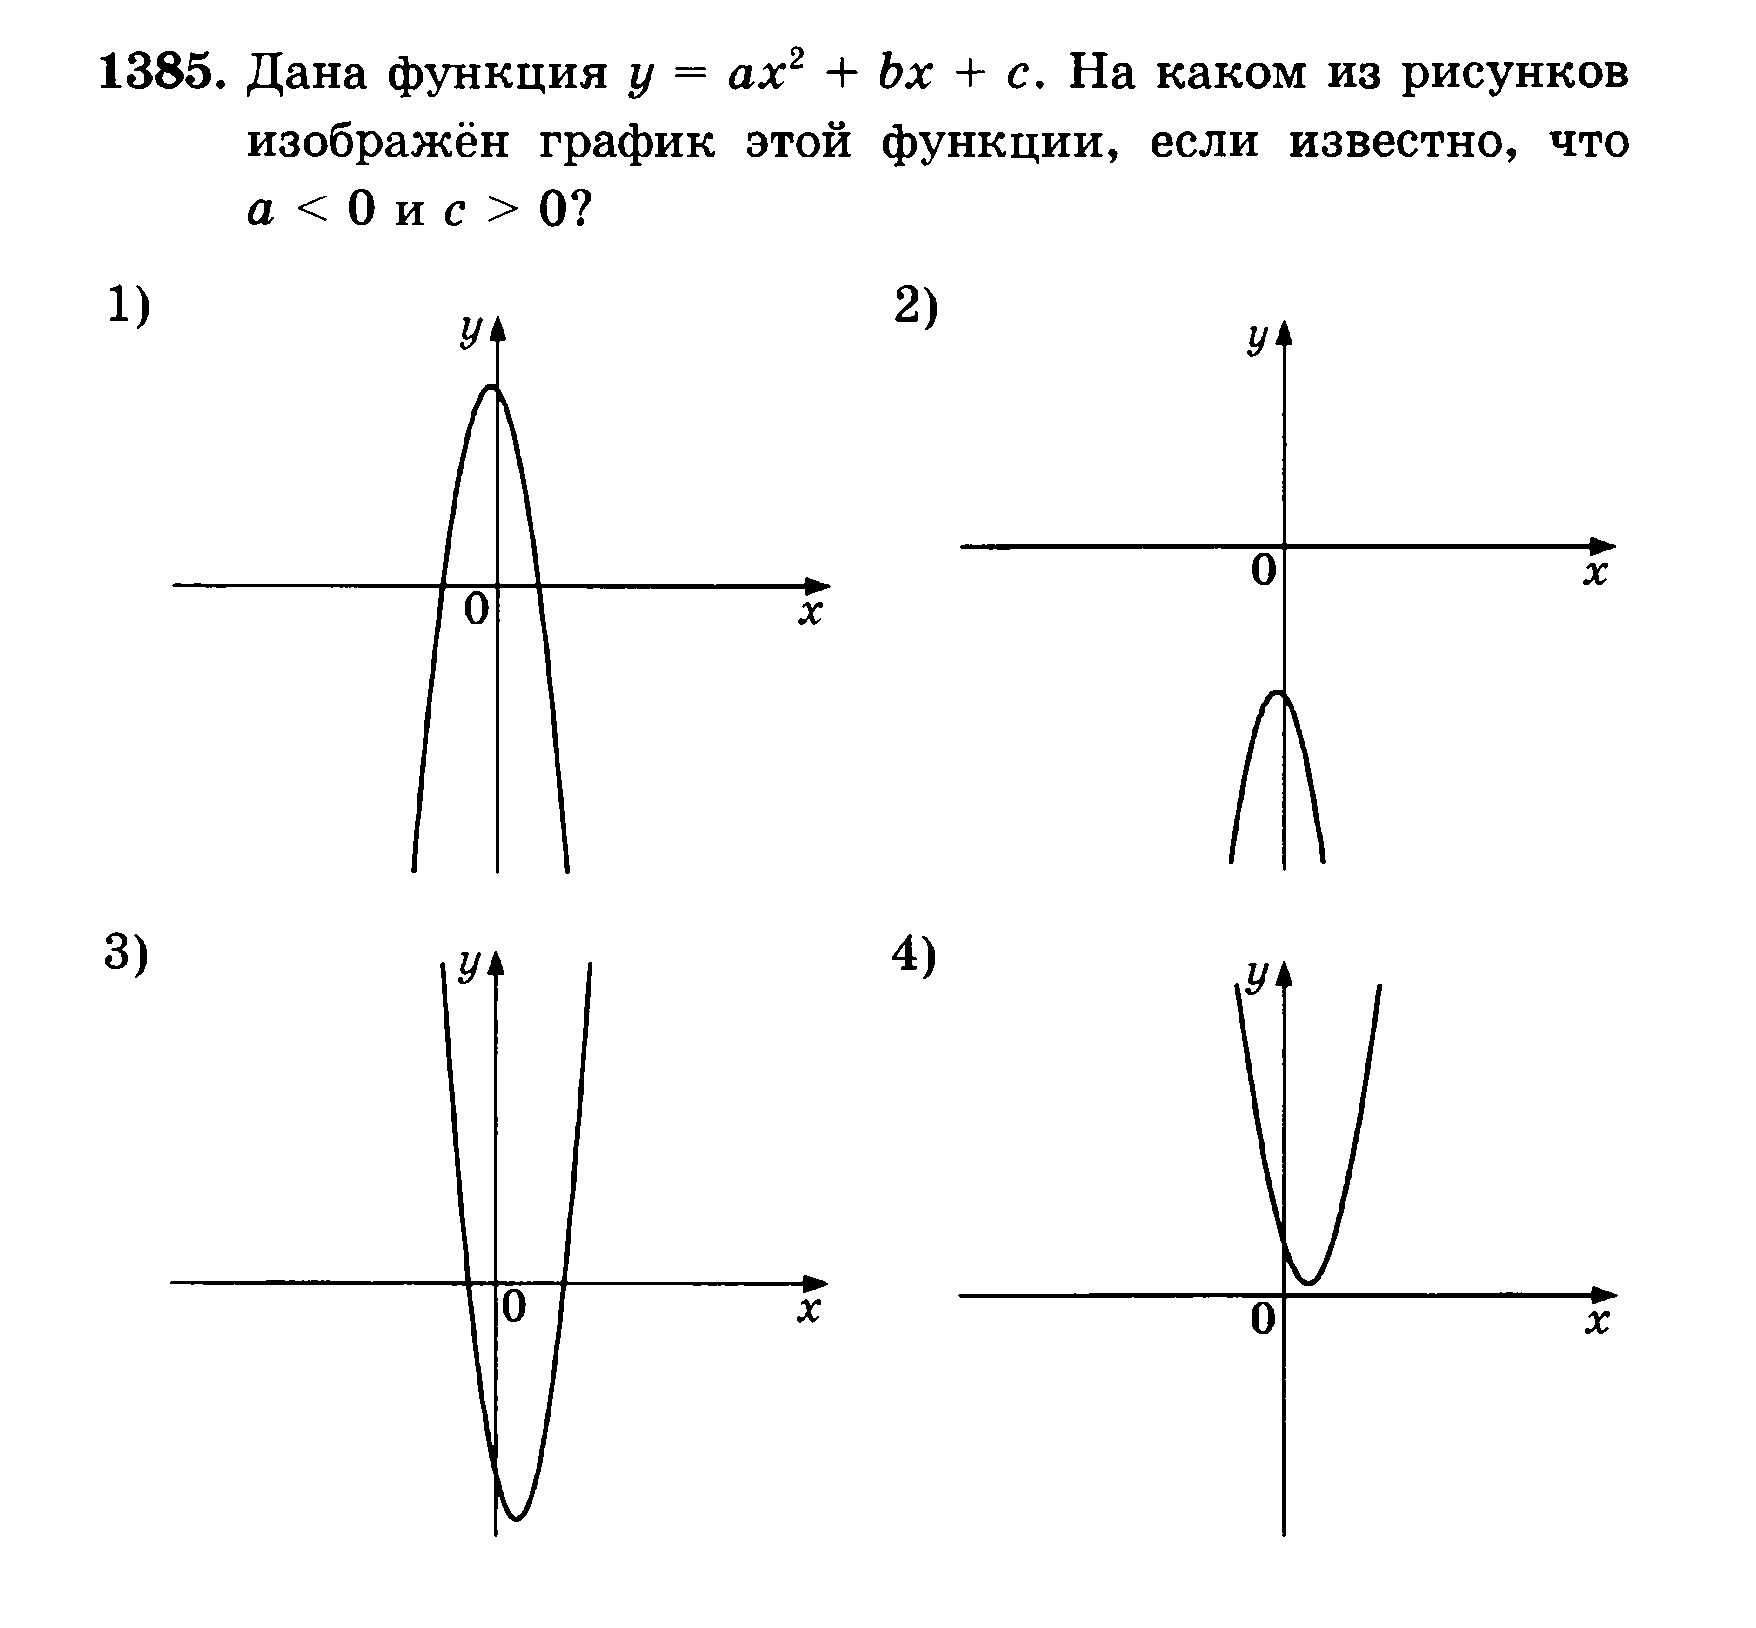 1385. Дана функция y = ax² + bx + c. На каком из рисунков
изображён график этой функции, если известно, что
a < 0 и c > 0?
1)
y
0
x
2)
y
0
x
3)
y
0
x
4)
y
0
x